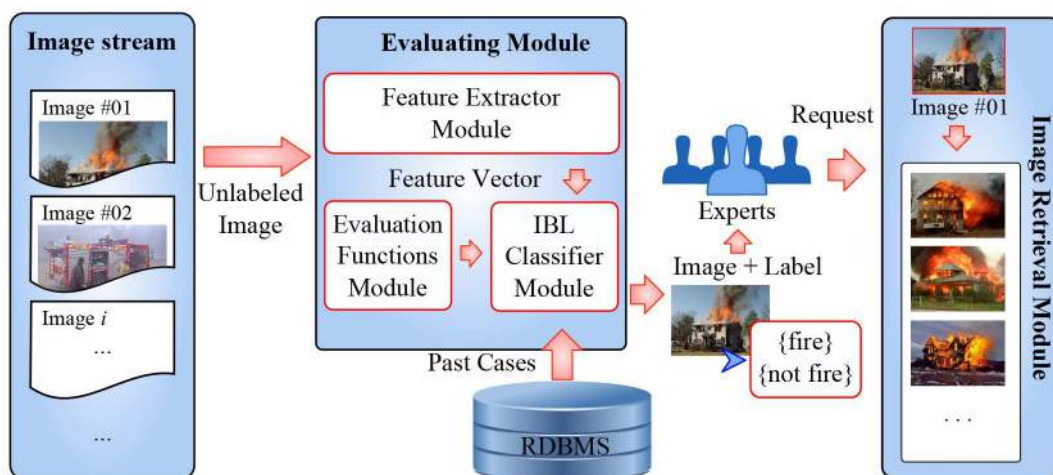 Image stream
Image #01
Image #02
Image i
...
...
Unlabeled
Image
Evaluating Module
Feature Extractor
Module
Feature Vector
Evaluation
Functions
Module
IBL
Classifier
Module
Past Cases
RDBMS
Experts
Image + Label
{fire}
{not fire}
Request
Image #01
...
Image Retrieval Module